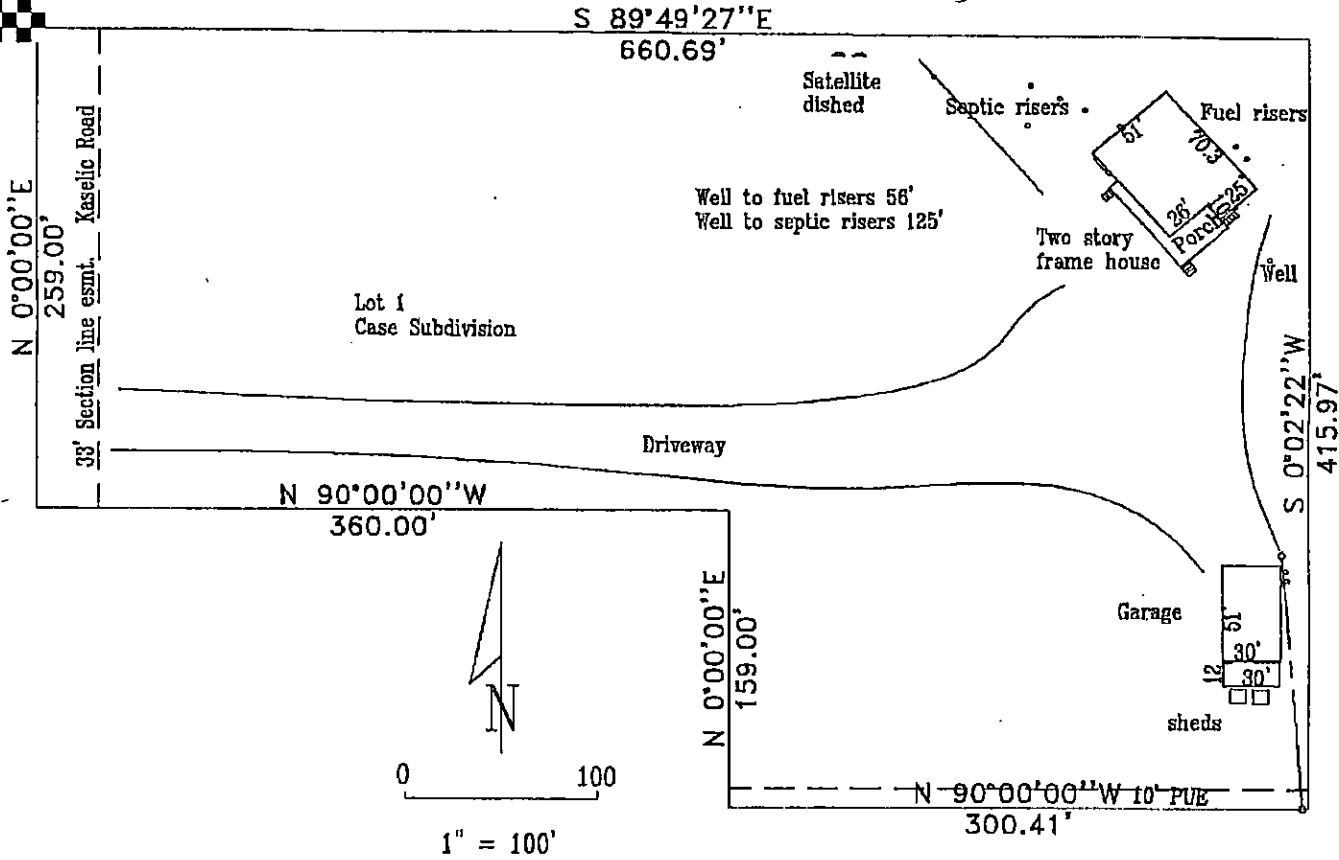 S 89°49'27"E
660.69'
Satellite
dished
Septic risers
Fuel risers
51'
70.3
26'
25'
Porch
Two story
frame house
Well
Well to fuel risers 56'
Well to septic risers 125'
N 0°00'00"E
259.00'
33' Section line esmt. Kaselic Road
Lot 1
Case Subdivision
Driveway
S 0°02'22"W
415.97'
N 90°00'00"W
360.00'
N 0°00'00"E
159.00'
Garage
51'
30'
12
30'
sheds
N
0 100
1" = 100'
N 90°00'00"W 10' PUE
300.41'